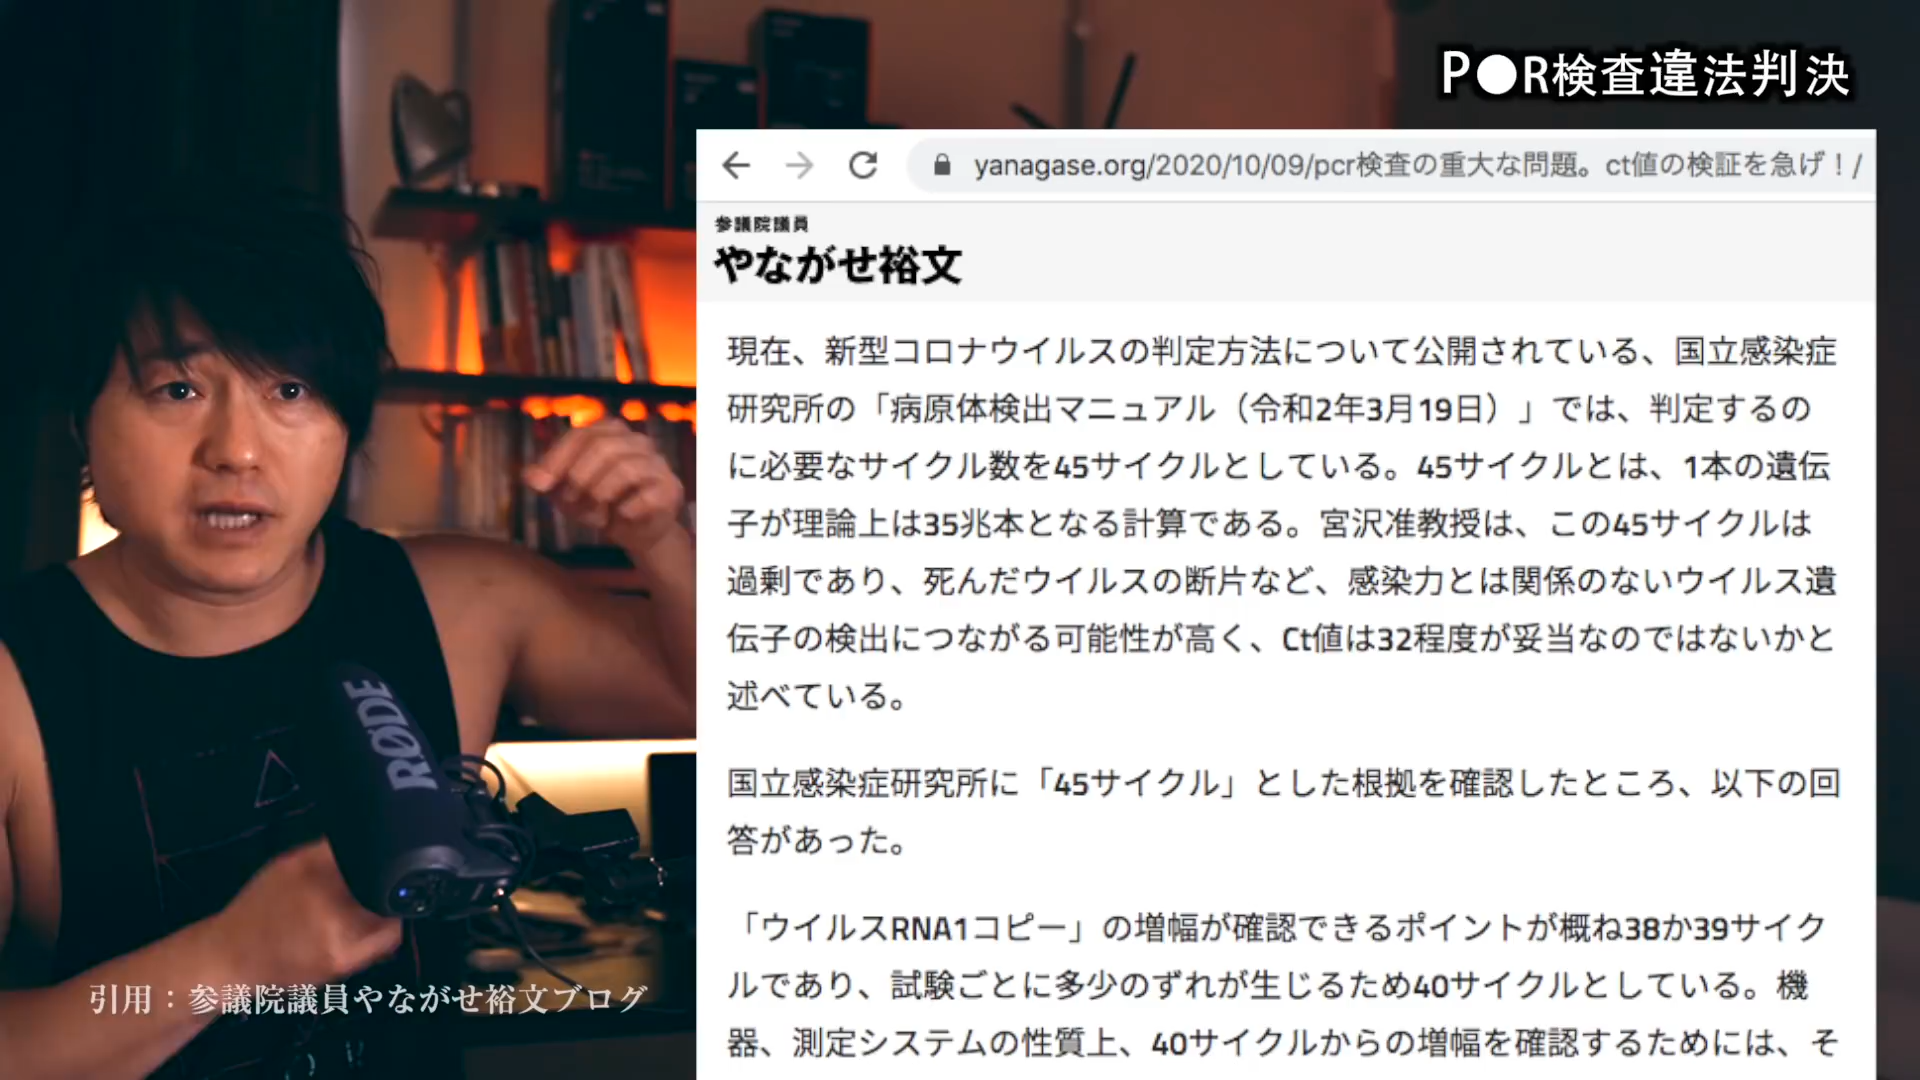 P●R検査違法判決
yanagase.org/2020/10/09/pcr検査の重大な問題。ct値の検証を急げ！/
参議院議員
やながせ裕文
現在、新型コロナウイルスの判定方法について公開されている、国立感染症
研究所の「病原体検出マニュアル（令和2年3月19日）」では、判定するの
に必要なサイクル数を45サイクルとしている。45サイクルとは、1本の遺伝
子が理論上は35兆本となる計算である。宮沢准教授は、この45サイクルは
過剰であり、死んだウイルスの断片など、感染力とは関係のないウイルス遺
伝子の検出につながる可能性が高く、Ct値は32程度が妥当なのではないかと
述べている。
国立感染症研究所に「45サイクル」とした根拠を確認したところ、以下の回
答があった。
「ウイルスRNA1コピー」の増幅が確認できるポイントが概ね38か39サイク
ルであり、試験ごとに多少のずれが生じるため40サイクルとしている。機
器、測定システムの性質上、40サイクルからの増幅を確認するためには、そ
RØDE
引用：参議院議員やながせ裕文ブログ